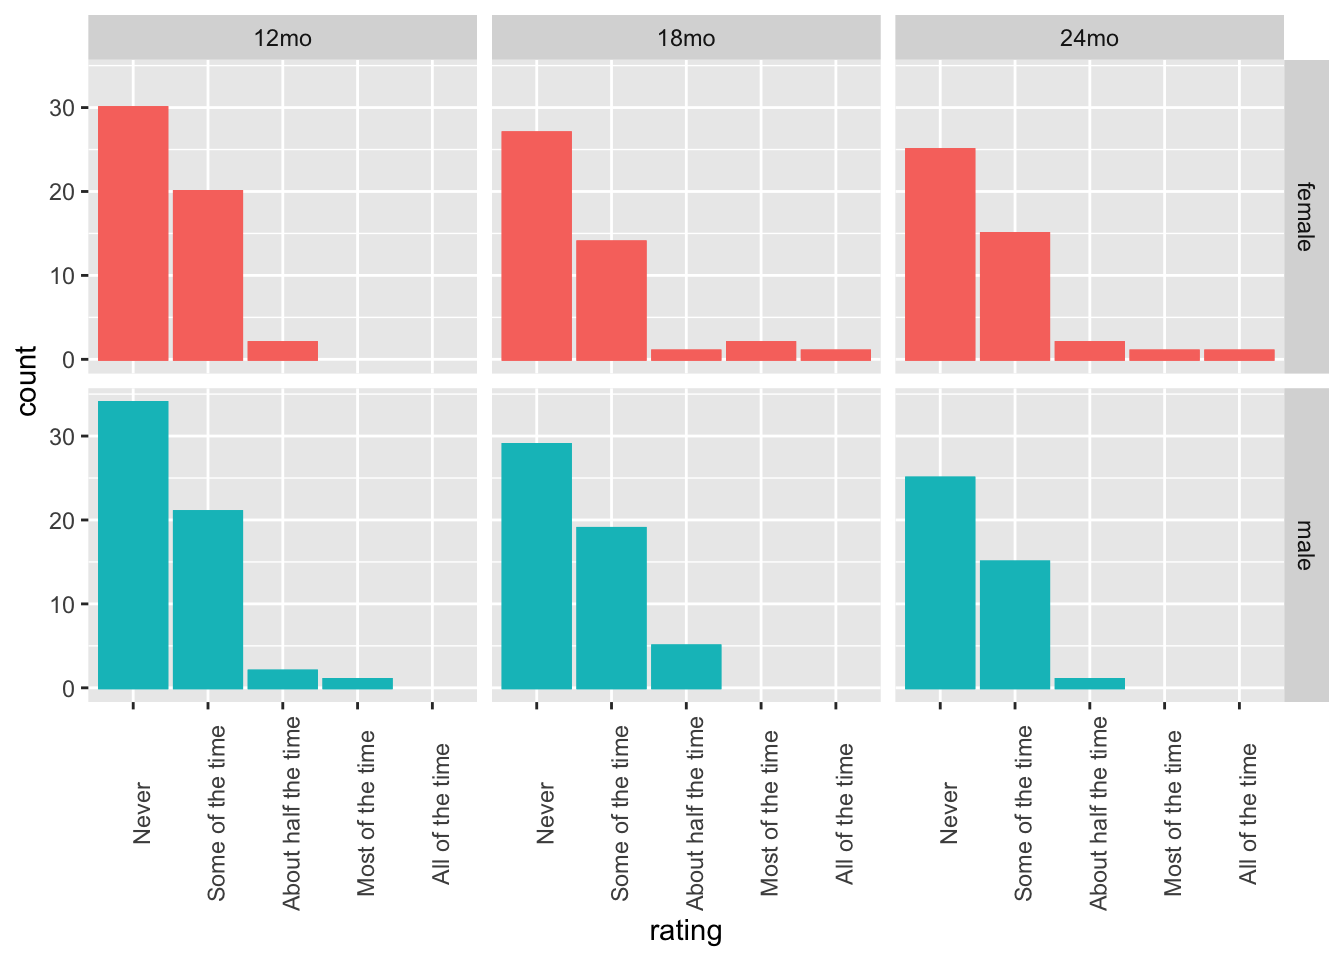 12mo
18mo
24mo
30
20
10
0
female
30
20
10
0
male
count
Never
Some of the time
About half the time
Most of the time
All of the time
Never
Some of the time
About half the time
Most of the time
All of the time
Never
Some of the time
About half the time
Most of the time
All of the time
rating